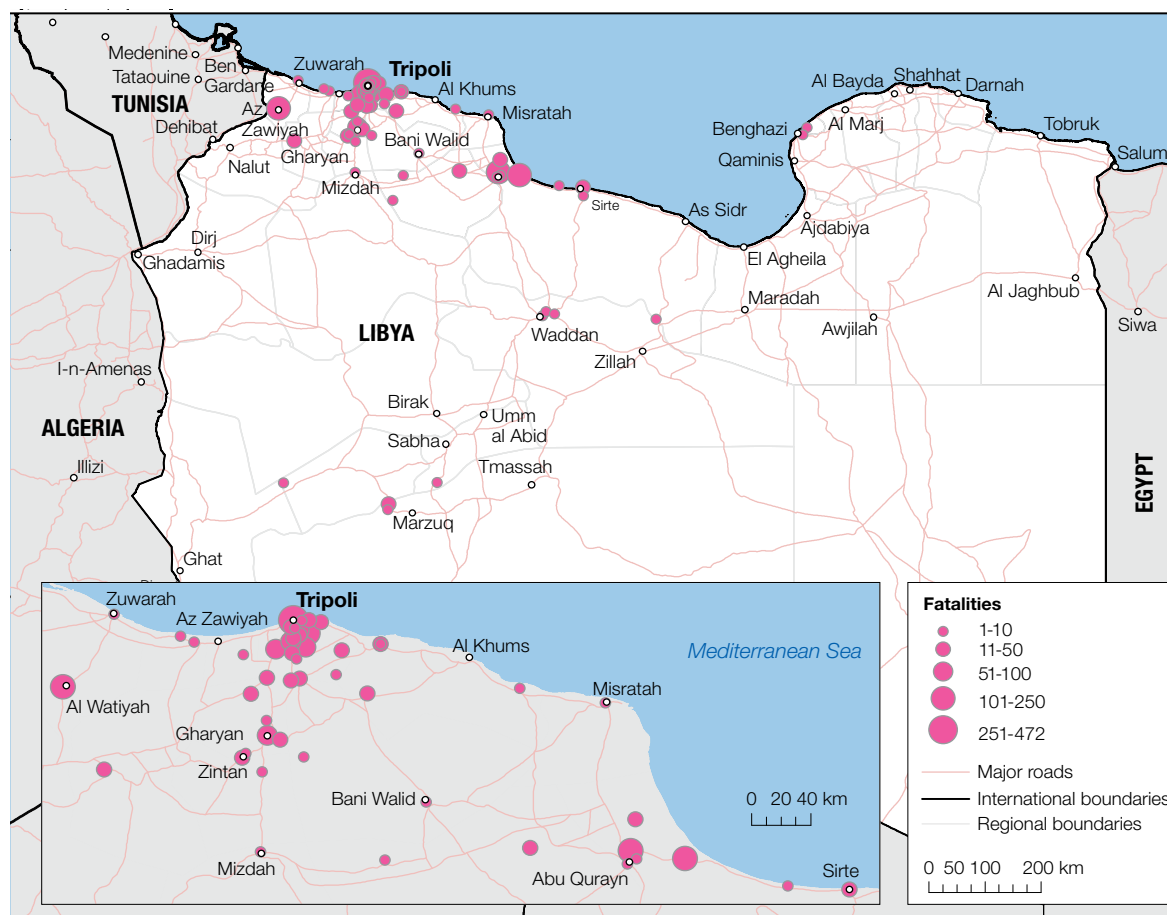 Medenine
Ben
Gardane
Tataouine
TUNISIA
Dehibat
Nalut
Zuwarah
Tripoli
Az
Zawiyah
Al Khums
Misratah
Gharyan
Bani Walid
Mizdah
Sirte
As Sidr
Al Bayda
Shahhat
Darnah
Al Marj
Benghazi
Tobruk
Qaminis
Salum
Ajdabiya
El Agheila
Dirj
Ghadamis
Al Jaghbub
Maradah
Awjilah
Siwa
LIBYA
Waddan
Zillah
I-n-Amenas
Birak
Umm
al Abid
ALGERIA
Sabha
Tmassah
Illizi
EGYPT
Marzuq
Ghat
Zuwarah
Tripoli
Az Zawiyah
Al Khums
Mediterranean Sea
Al Watiyah
Misratah
Gharyan
Zintan
Bani Walid
0 20 40 km
Mizdah
Abu Qurayn
Sirte
Fatalities
1-10
11-50
51-100
101-250
251-472
Major roads
International boundaries
Regional boundaries
0 50 100 200 km